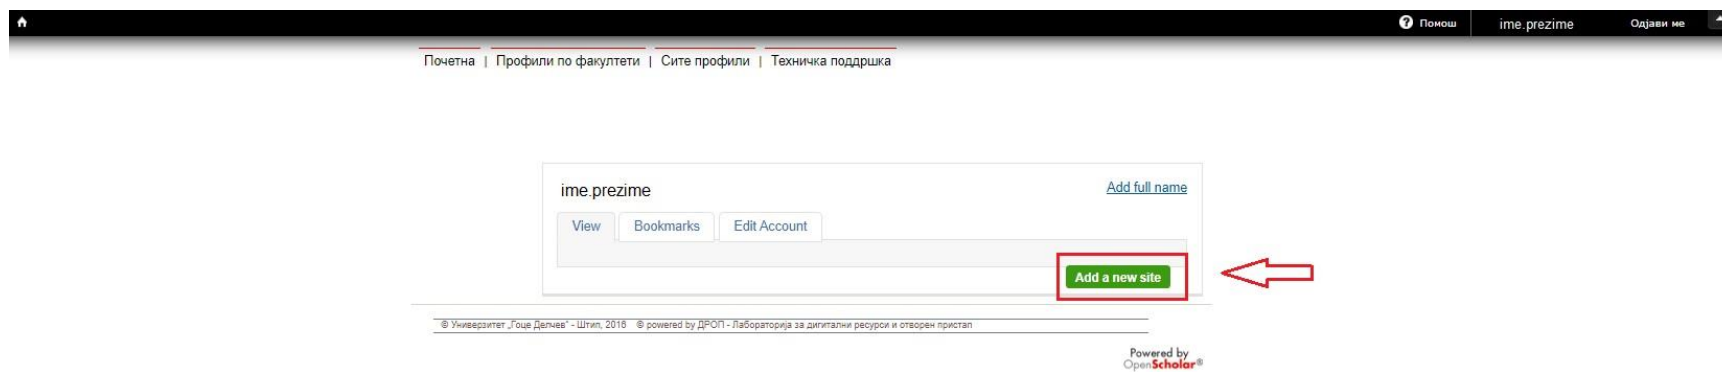 Помош ime.prezime Одјави ме
Почетна | Профили по факултети | Сите профили | Техничка поддршка
ime.prezime Add full name
View Bookmarks Edit Account
Add a new site
© Универзитет „Гоце Делчев" - Штип, 2016 © powered by ДРОП - Лабораторија за дигитални ресурси и отворен пристап
Powered by
OpenScholar®